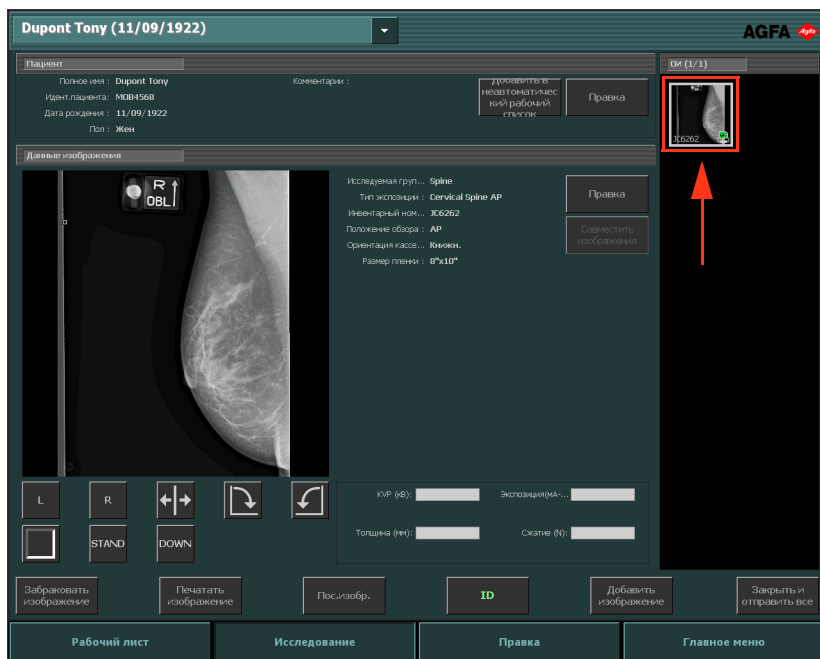 Dupont Tony (11/09/1922)
AGFA
Agfa
Пациент
ОИ (1/1)
Полное имя : Dupont Tony
Комментарии :
Идент.пациента: MOB4568
Дата рождения : 11/09/1922
Пол : Жен
Добавить в
неавтоматичес
кий рабочий
список
Правка
JC6262
Данные изображения
R
OBL
Исследуемая груп... Spine
Тип экспозиции : Cervical Spine AP
Инвентарный ном... JC6262
Положение обзора : AP
Ориентация кассе... Книжн.
Размер пленки : 8"x10"
Правка
Совместить
изображения
L
R
STAND
DOWN
KVP (кВ):
Экспозиция(мА-...
Толщина (мм):
Сжатие (N):
Забраковать
изображение
Печатать
изображение
Пос.изобр.
ID
Добавить
изображение
Закрыть и
отправить все
Рабочий лист
Исследование
Правка
Главное меню